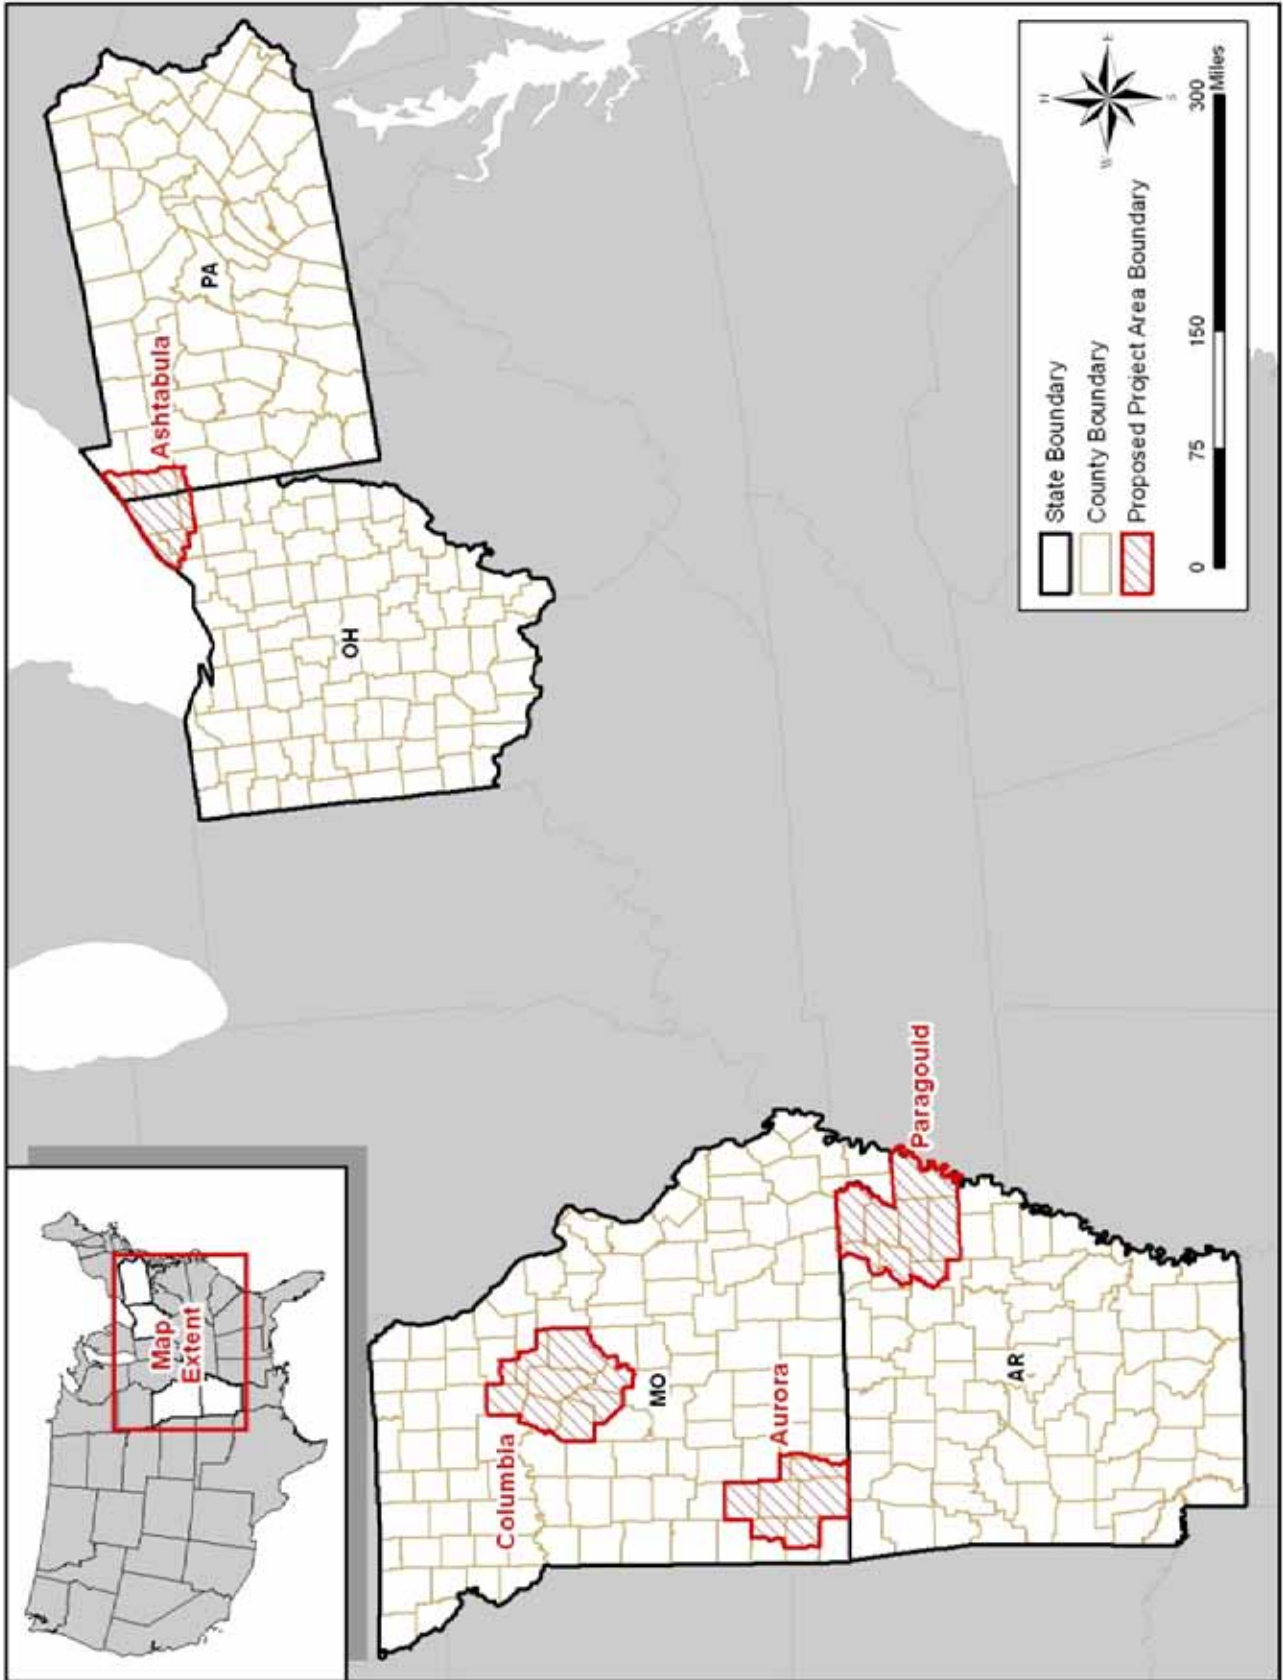 Map
Extent
Ashtabula
PA
OH
Columbia
MO
Aurora
Paragould
AR
N
W
E
S
State Boundary
County Boundary
Proposed Project Area Boundary
0
75
150
300
Miles